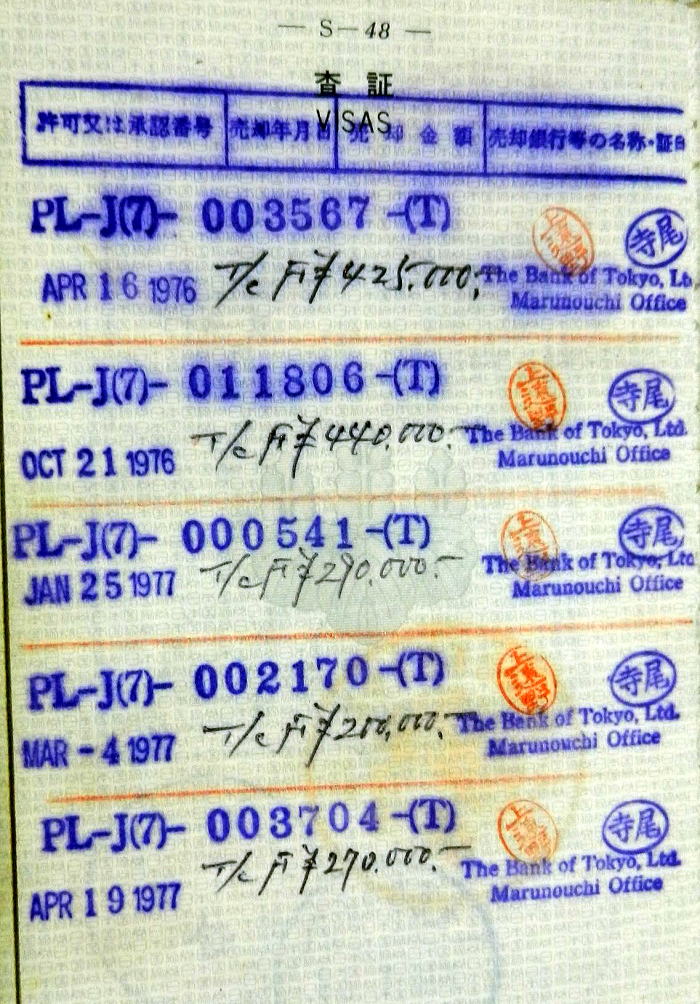 — S—48 —
査 証
VISAS
許可又は承認番号 売却年月日 売却金額 売却銀行等の名称・証印
PL-J(7)- 003567 -(T)
寺尾
APR 16 1976
T/c 425,000.-
The Bank of Tokyo, Lt
Marunouchi Office
PL-J(7)- 011806 -(T)
寺尾
OCT 21 1976
T/c 440,000.-
The Bank of Tokyo, Ltd.
Marunouchi Office
PL-J(7)- 000541 -(T)
寺尾
JAN 25 1977
T/c 290,000.-
The Bank of Tokyo, Ltd.
Marunouchi Office
PL-J(7)- 002170 -(T)
寺尾
MAR - 4 1977
T/c
The Bank of Tokyo, Ltd.
Marunouchi Office
PL-J(7)- 003704 -(T)
寺尾
APR 19 1977
T/c 270,000.-
The Bank of Tokyo, Ltd.
Marunouchi Office